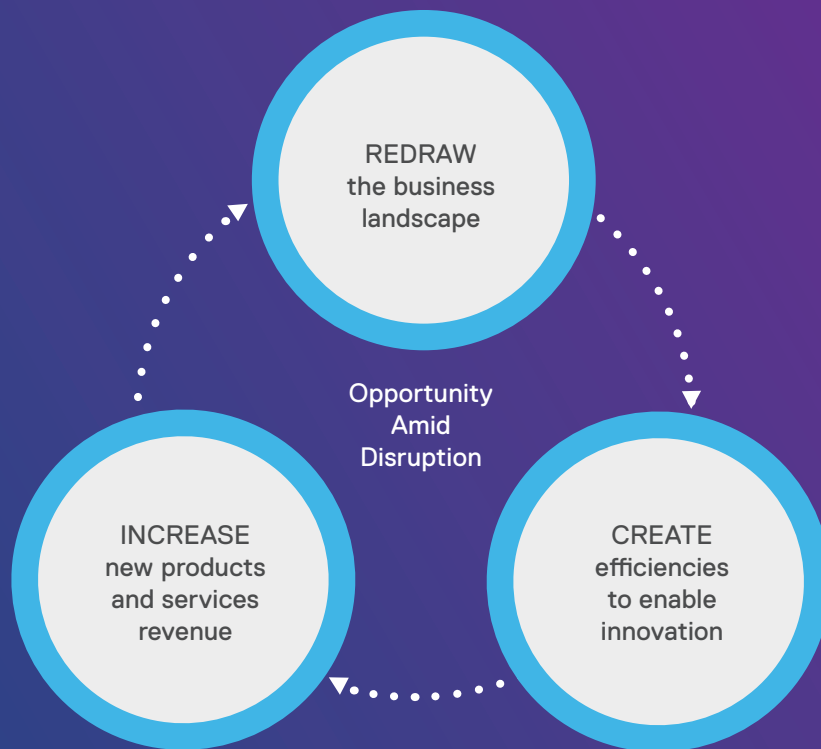 REDRAW
the business
landscape
Opportunity
Amid
Disruption
INCREASE
new products
and services
revenue
CREATE
efficiencies
to enable
innovation